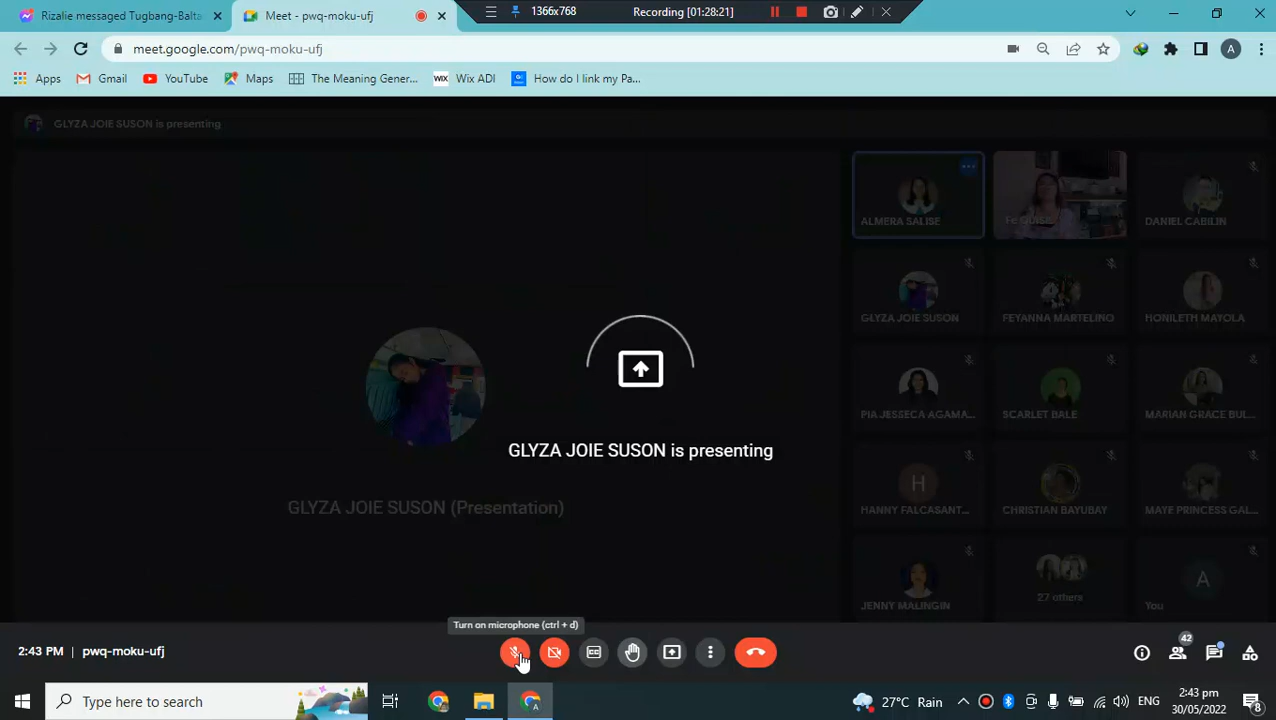 Rizalie messaged Tugbang-Balta
Meet - pwq-moku-ufj
1366x768
Recording [01:28:21]
meet.google.com/pwq-moku-ufj
A
Apps
Gmail
YouTube
Maps
The Meaning Gener...
WIX
Wix ADI
How do I link my Pa...
GLYZA JOIE SUSON is presenting
ALMERA SALISE
DANIEL CABILIN
GLYZA JOIE SUSON
FEYANNA MARTELINO
HONILETH MAYOLA
GLYZA JOIE SUSON is presenting
PIA JESSECA AGAMA...
SCARLET BALE
MARIAN GRACE BUL...
GLYZA JOIE SUSON (Presentation)
H
HANNY FALCASANT...
CHRISTIAN BAYUBAY
MAYE PRINCESS GAL...
JENNY MALINGIN
27 others
A
You
Turn on microphone (ctrl + d)
2:43 PM | pwq-moku-ufj
CC
42
Type here to search
A
27°C Rain
ENG
2:43 pm
30/05/2022
8